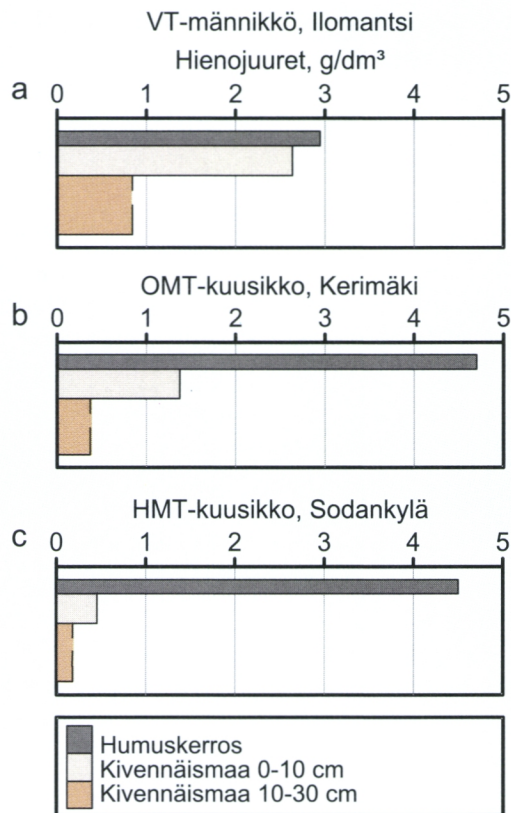 VT-männikkö, Ilomantsi
Hienojuuret, g/dm³
a
0 1 2 3 4 5
OMT-kuusikko, Kerimäki
b
0 1 2 3 4 5
HMT-kuusikko, Sodankylä
c
0 1 2 3 4 5
Humuskerros
Kivennäismaa 0-10 cm
Kivennäismaa 10-30 cm